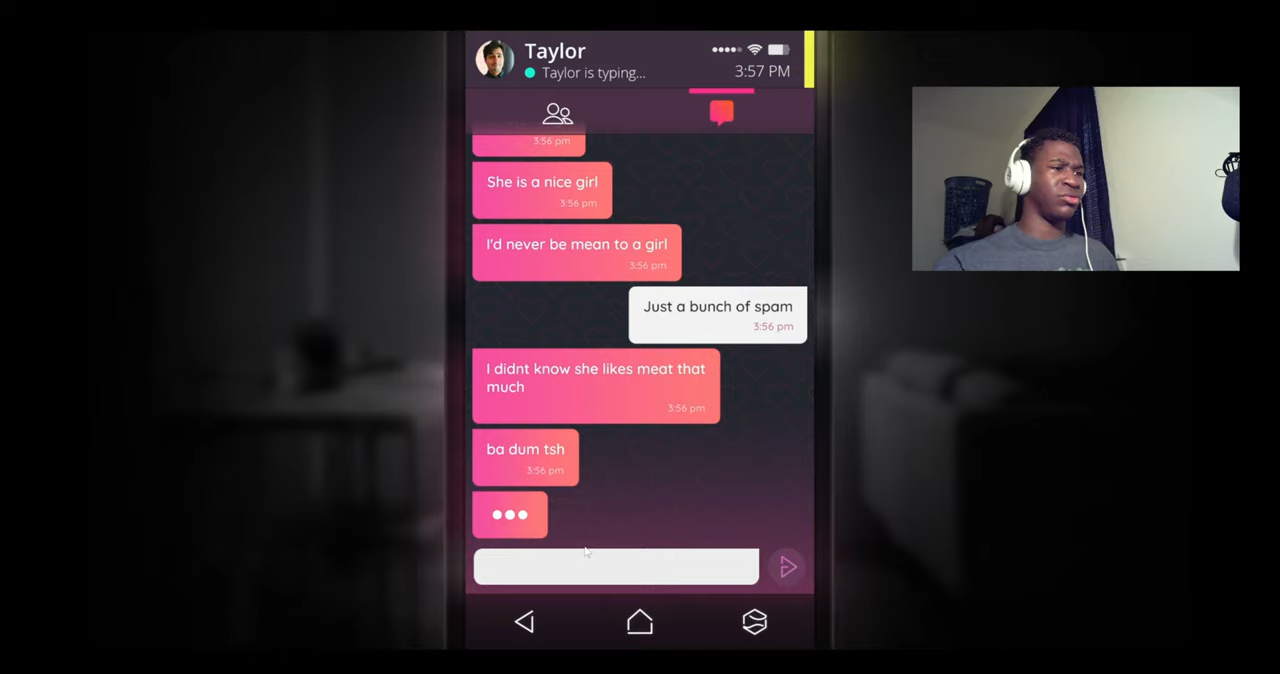 Taylor
Taylor is typing...
3:57 PM
3:56 pm
She is a nice girl
3:56 pm
I'd never be mean to a girl
3:56 pm
Just a bunch of spam
3:56 pm
I didnt know she likes meat that
much
3:56 pm
ba dum tsh
3:56 pm